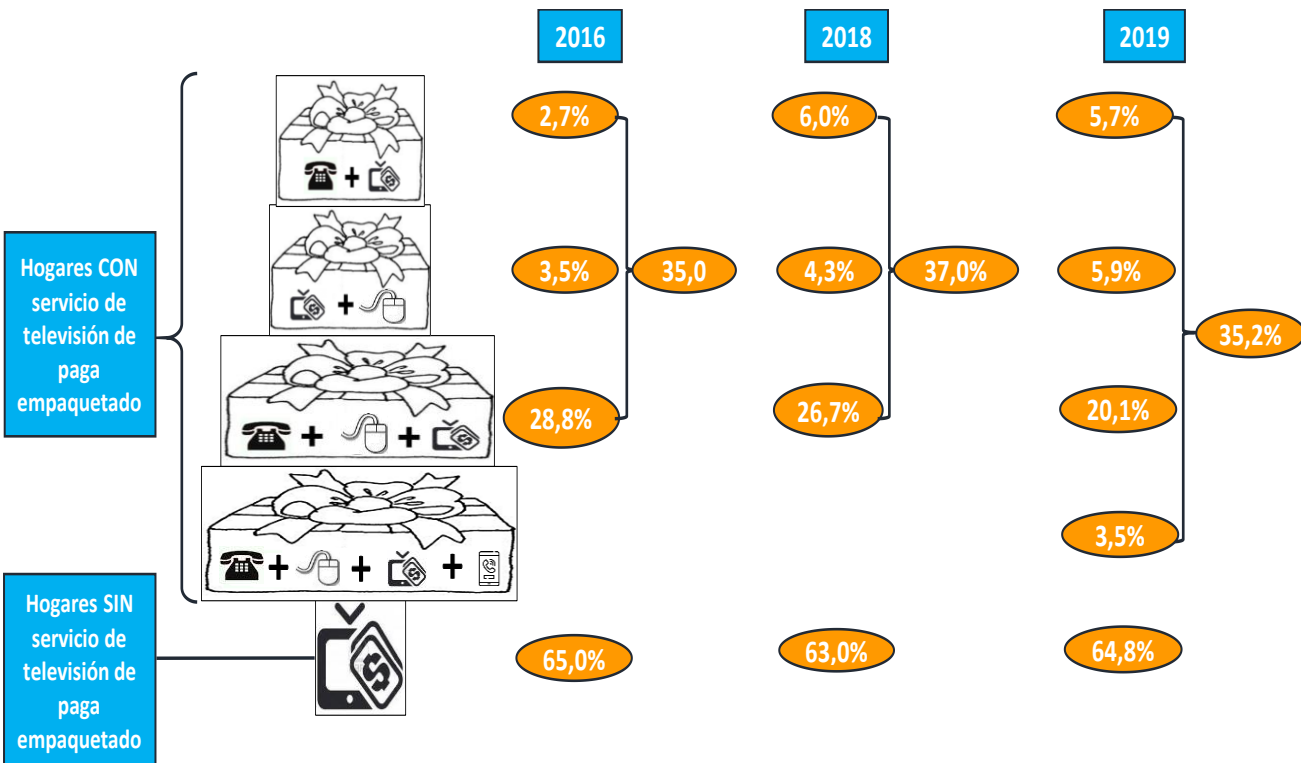 2016 2018 2019
2,7% 6,0% 5,7%
+
Hogares CON
servicio de
televisión de
paga
empaquetado
3,5% 35,0 4,3% 37,0% 5,9%
+
35,2%
28,8% 26,7% 20,1%
+ +
3,5%
+ + +
Hogares SIN
servicio de
televisión de
paga
empaquetado
$
65,0% 63,0% 64,8%